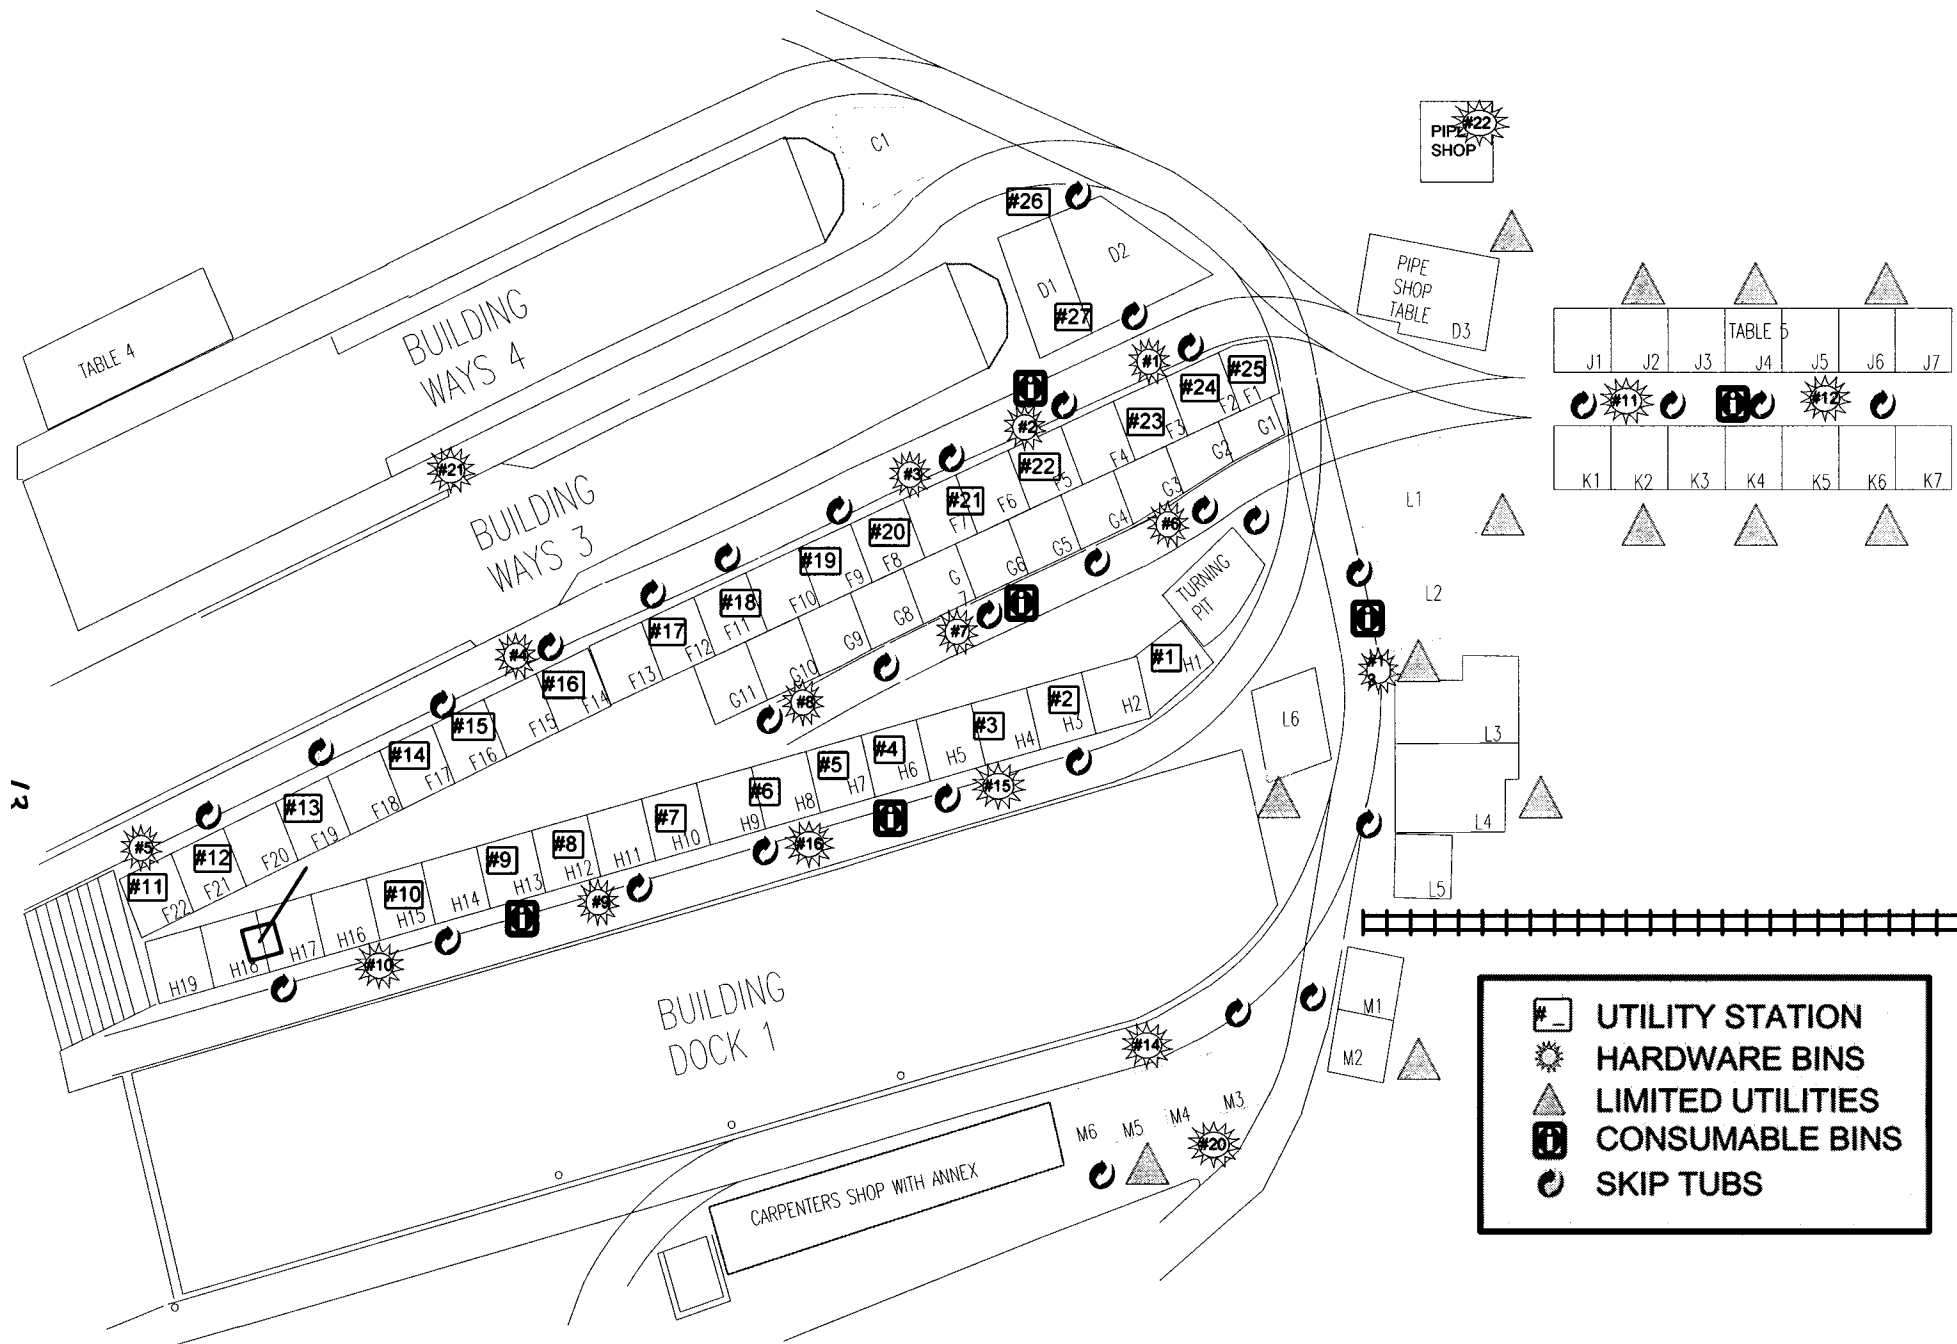 C1
#22
PIPE
SHOP
#26
D2
D1
#27
PIPE
SHOP
TABLE
D3
BUILDING
WAYS 4
TABLE 4
TABLE 5
J1
J2
J3
J4
J5
J6
J7
#11
#12
K1
K2
K3
K4
K5
K6
K7
#1
#25
#24
#23
#22
#21
#20
#19
#18
#17
#16
#15
#14
#13
#12
#11
F1
F2
F3
F4
F5
F6
F7
F8
F9
F10
F11
F12
F13
F14
F15
F16
F17
F18
F19
F20
F21
F22
#2
#3
#4
#5
#21
BUILDING
WAYS 3
G1
G2
G3
G4
G5
G6
G
7
G8
G9
G10
G11
#6
#7
#8
TURNING
PIT
L1
L2
#1
3
L3
L4
L5
L6
#1
#2
#3
#4
#5
#6
#7
#8
#9
#10
H1
H2
H3
H4
H5
H6
H7
H8
H9
H10
H11
H12
H13
H14
H15
H16
H17
H18
H19
#15
#16
#9
#10
12
BUILDING
DOCK 1
#14
M1
M2
M3
M4
M5
M6
#20
CARPENTERS SHOP WITH ANNEX
#_ UTILITY STATION
HARDWARE BINS
LIMITED UTILITIES
CONSUMABLE BINS
SKIP TUBS